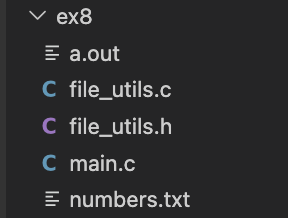 ex8
a.out
C file_utils.c
C file_utils.h
C main.c
numbers.txt